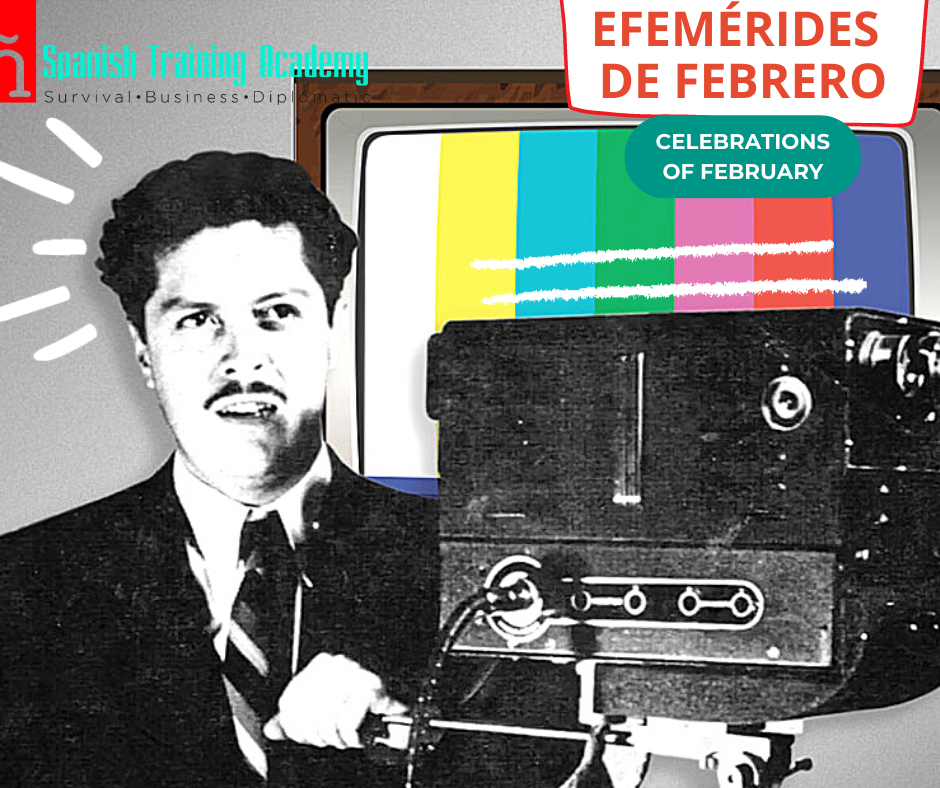 ñ
Spanish Training Academy
Survival•Business•Diplomatic
EFEMÉRIDES
DE FEBRERO
CELEBRATIONS
OF FEBRUARY